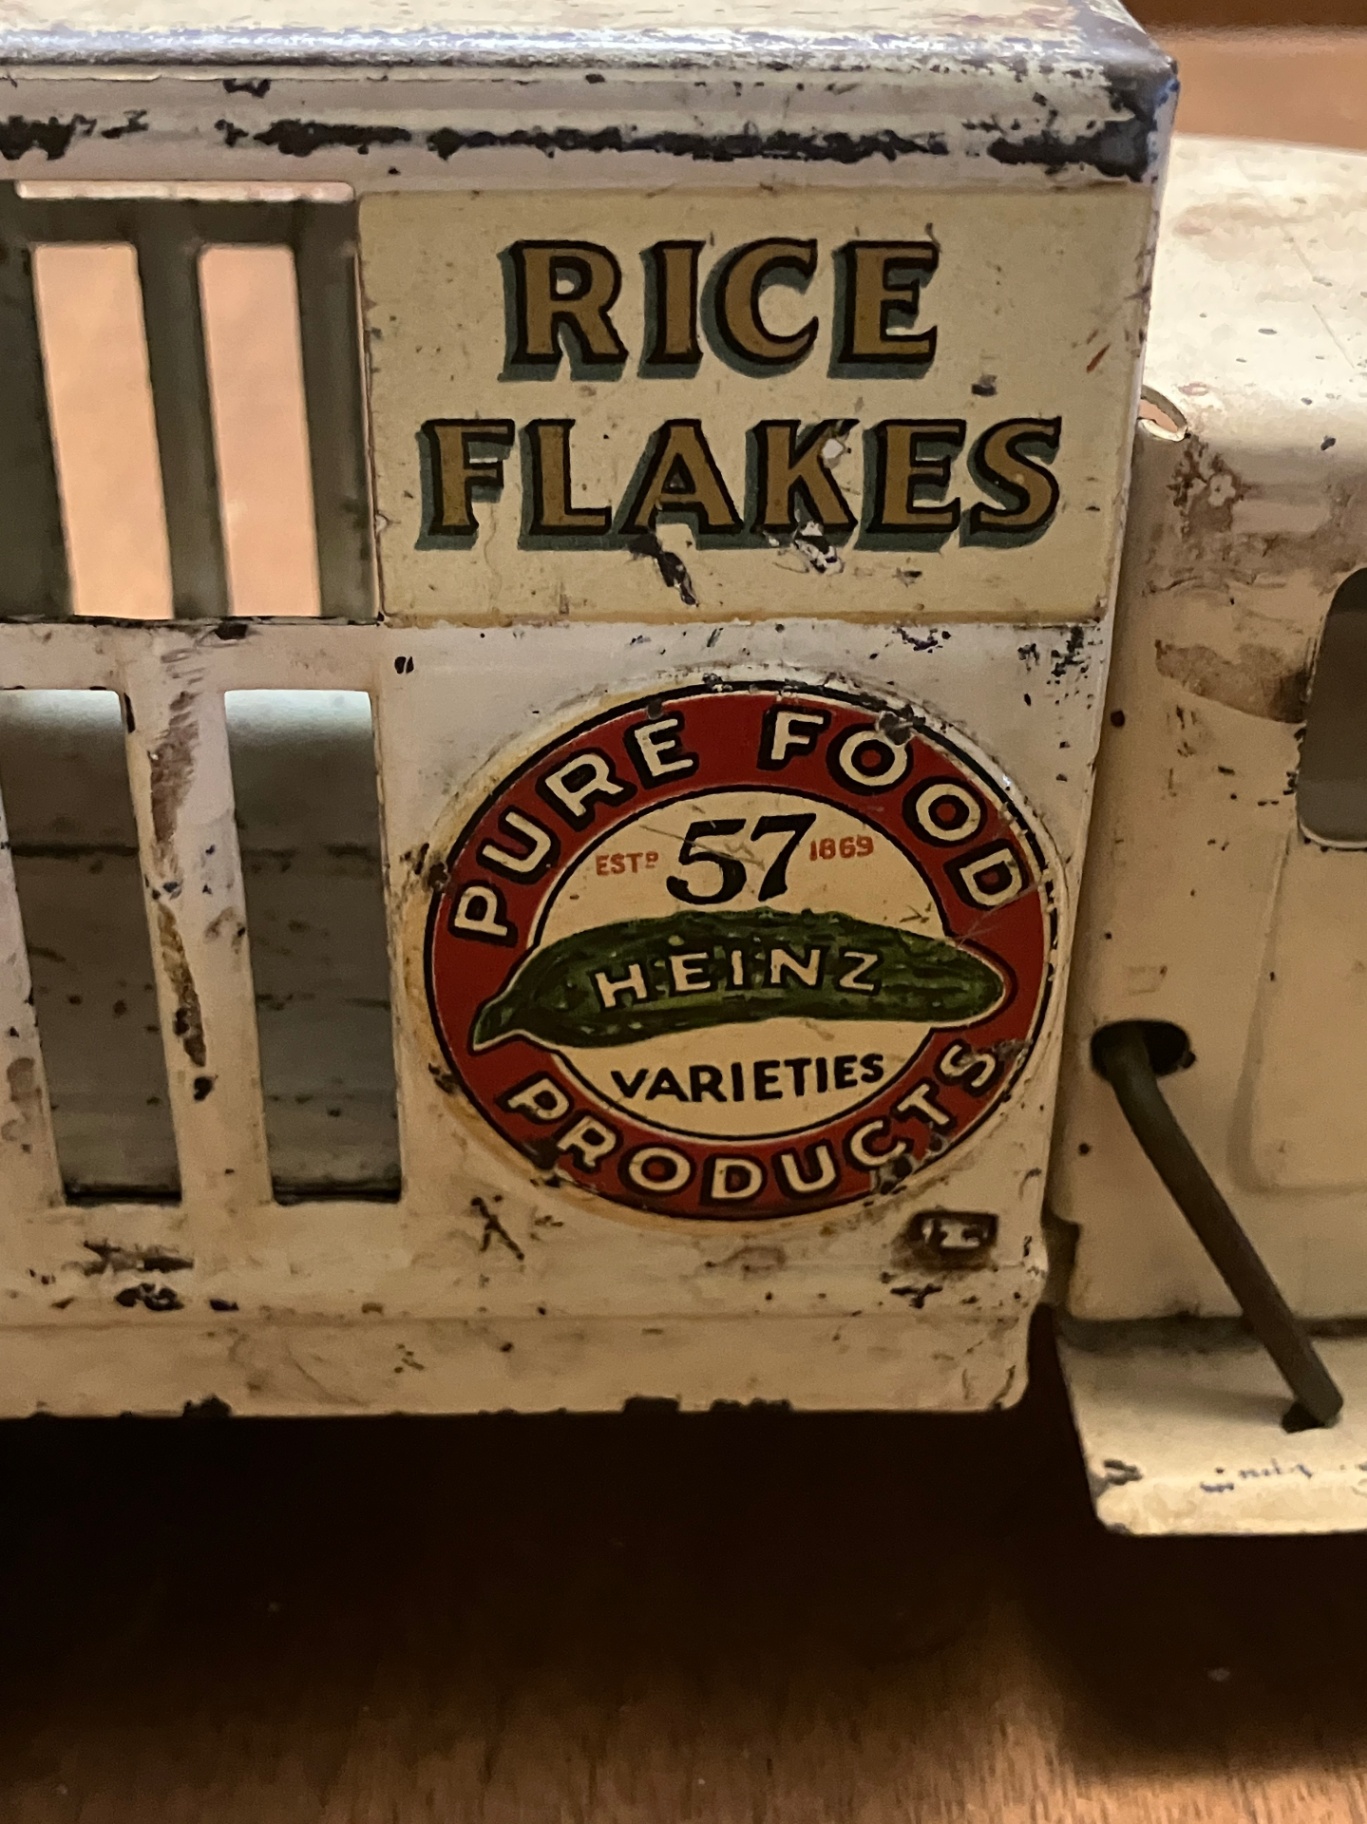 RICE
FLAKES
PURE FOOD
ESTD 57 1869
HEINZ
VARIETIES
PRODUCTS